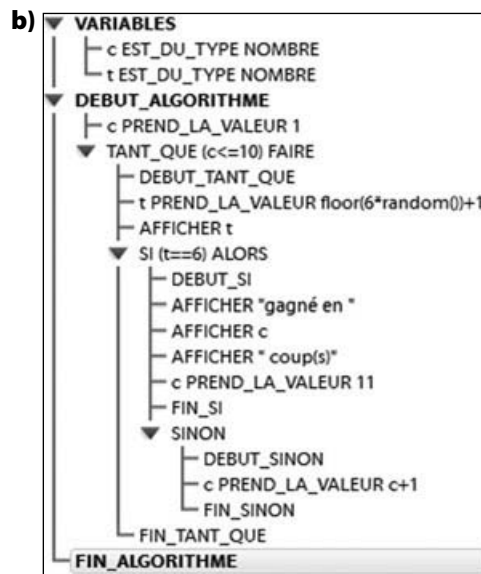 b)
VARIABLES
c EST_DU_TYPE NOMBRE
t EST_DU_TYPE NOMBRE
DEBUT_ALGORITHME
c PREND_LA_VALEUR 1
TANT_QUE (c<=10) FAIRE
DEBUT_TANT_QUE
t PREND_LA_VALEUR floor(6*random())+1
AFFICHER t
SI (t==6) ALORS
DEBUT_SI
AFFICHER "gagné en "
AFFICHER c
AFFICHER " coup(s)"
c PREND_LA_VALEUR 11
FIN_SI
SINON
DEBUT_SINON
c PREND_LA_VALEUR c+1
FIN_SINON
FIN_TANT_QUE
FIN_ALGORITHME